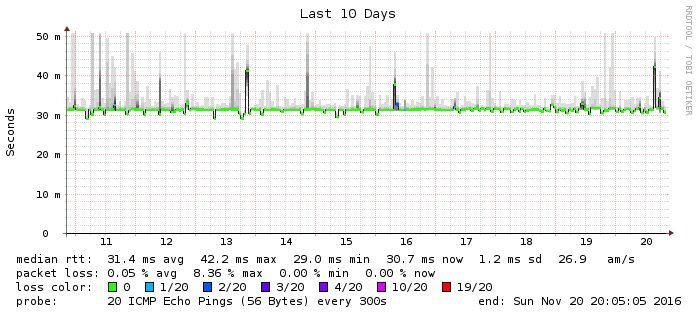 Last 10 Days
RRDTOOL / TOBI OETIKER
Seconds
50 m
40 m
30 m
20 m
10 m
0
11 12 13 14 15 16 17 18 19 20
median rtt: 31.4 ms avg 42.2 ms max 29.0 ms min 30.7 ms now 1.2 ms sd 26.9 am/s
packet loss: 0.05 % avg 8.36 % max 0.00 % min 0.00 % now
loss color: 0 1/20 2/20 3/20 4/20 10/20 19/20
probe: 20 ICMP Echo Pings (56 Bytes) every 300s end: Sun Nov 20 20:05:05 2016